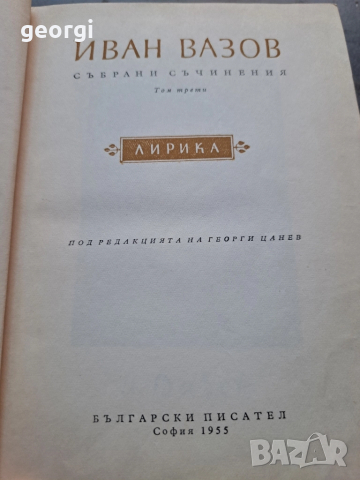 georgi
ИВАН ВАЗОВ
СЪБРАНИ СЪЧИНЕНИЯ
Том трети
ЛИРИКА
ПОД РЕДАКЦИЯТА НА ГЕОРГИ ЦАНЕВ
БЪЛГАРСКИ ПИСАТЕЛ
София 1955
BAZAR